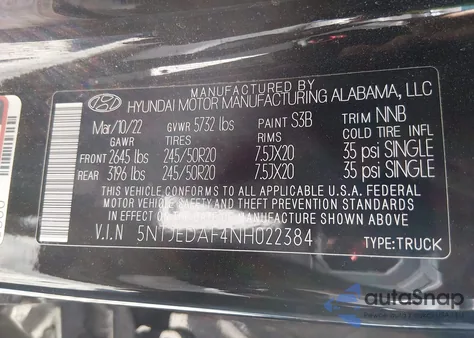 MANUFACTURED BY
HYUNDAI MOTOR MANUFACTURING ALABAMA, LLC
Mar/10/22 GVWR 5732 lbs PAINT S3B TRIM NNB
GAWR TIRES RIMS COLD TIRE INFL
FRONT 2645 lbs 245/50R20 7.5JX20 35 psi SINGLE
REAR 3196 lbs 245/50R20 7.5JX20 35 psi SINGLE
THIS VEHICLE CONFORMS TO ALL APPLICABLE U.S.A. FEDERAL
MOTOR VEHICLE SAFETY AND THEFT PREVENTION STANDARDS
IN EFFECT ON THE DATE OF MANUFACTURE SHOWN ABOVE.
V.I.N 5NTJEDAF4NH022384 TYPE:TRUCK
autoSnap